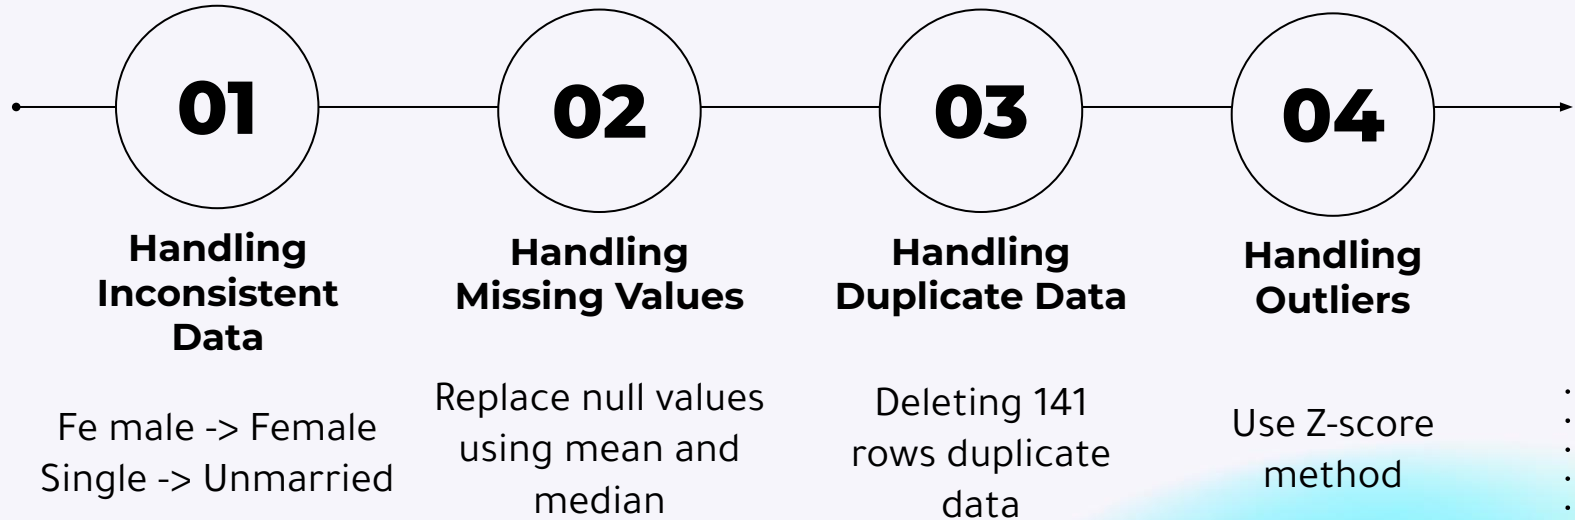 01
Handling
Inconsistent
Data
Fe male -> Female
Single -> Unmarried
02
Handling
Missing Values
Replace null values
using mean and
median
03
Handling
Duplicate Data
Deleting 141
rows duplicate
data
04
Handling
Outliers
Use Z-score
method